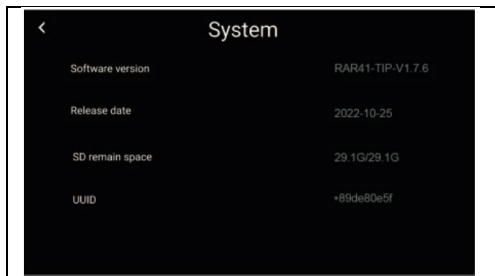 System
Software version RAR41-TIP-V1.7.6
Release date 2022-10-25
SD remain space 29.1G/29.1G
UUID *89de80e5f